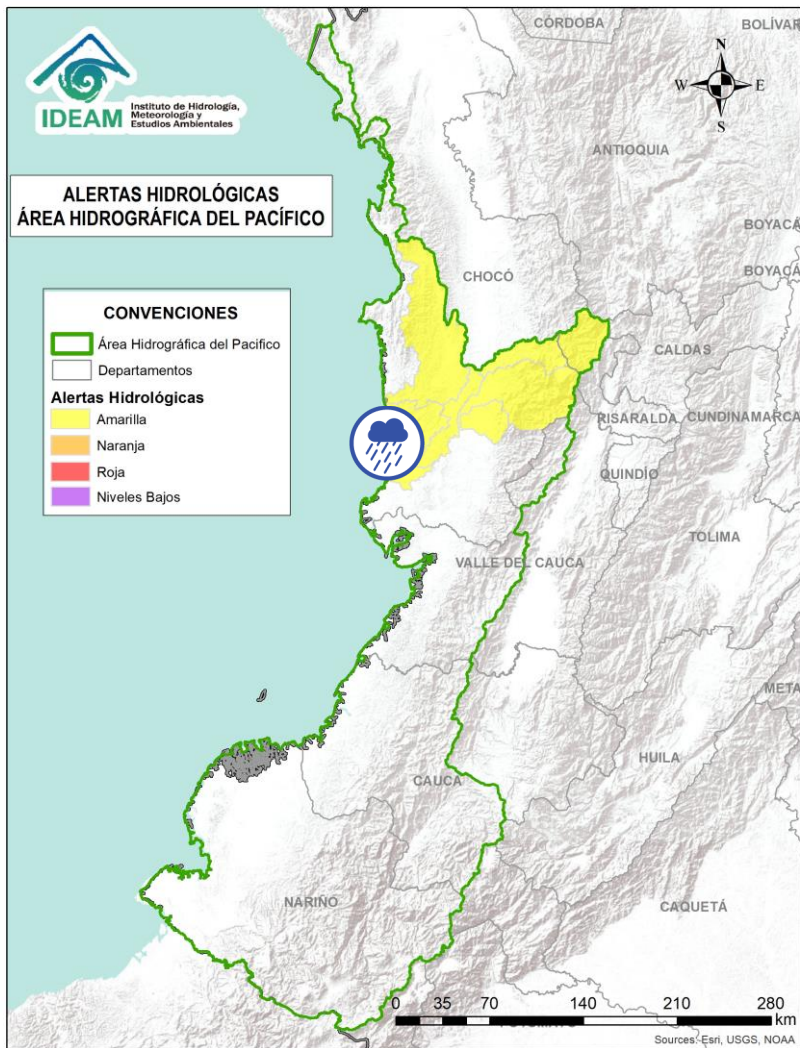 CÓRDOBA
BOLÍVAR
N
W
E
S
IDEAM
Instituto de Hidrología,
Meteorología y
Estudios Ambientales
ANTIOQUIA
ALERTAS HIDROLÓGICAS
ÁREA HIDROGRÁFICA DEL PACÍFICO
BOYACÁ
BOYACÁ
CHOCÓ
CONVENCIONES
Área Hidrográfica del Pacifico
Departamentos
Alertas Hidrológicas
Amarilla
Naranja
Roja
Niveles Bajos
CALDAS
RISARALDA
CUNDINAMARCA
QUINDÍO
TOLIMA
VALLE DEL CAUCA
META
HUILA
CAUCA
NARIÑO
CAQUETÁ
0 35 70 140 210 280
km
Sources: Esri, USGS, NOAA